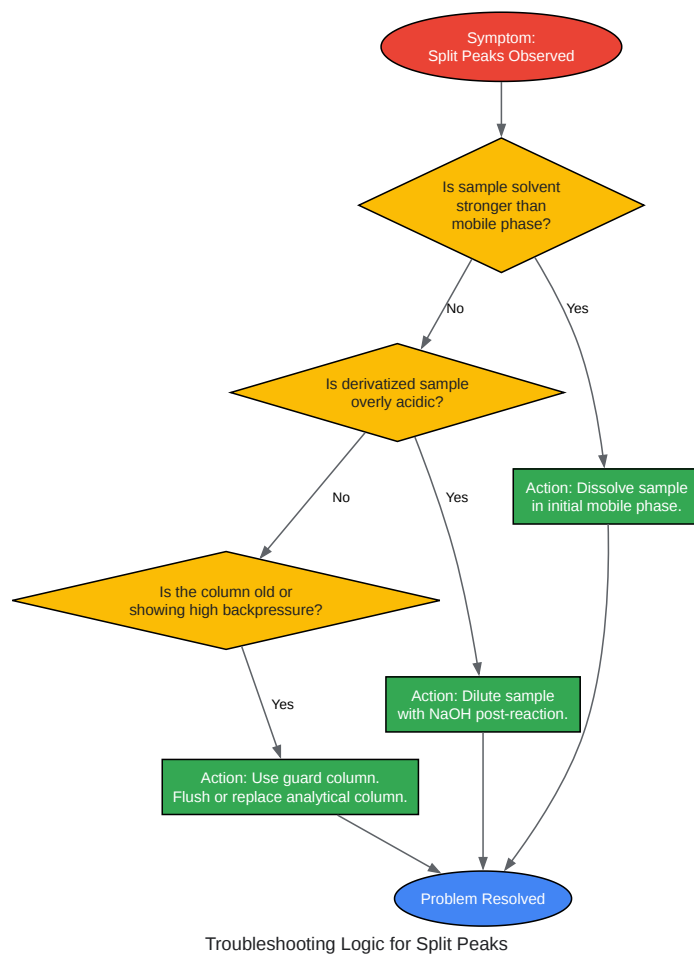 Symptom:
Split Peaks Observed
Is sample solvent
stronger than
mobile phase?
No
Yes
Is derivatized sample
overly acidic?
Action: Dissolve sample
in initial mobile phase.
No
Yes
Is the column old or
showing high backpressure?
Action: Dilute sample
with NaOH post-reaction.
Yes
Action: Use guard column.
Flush or replace analytical column.
Problem Resolved
Troubleshooting Logic for Split Peaks